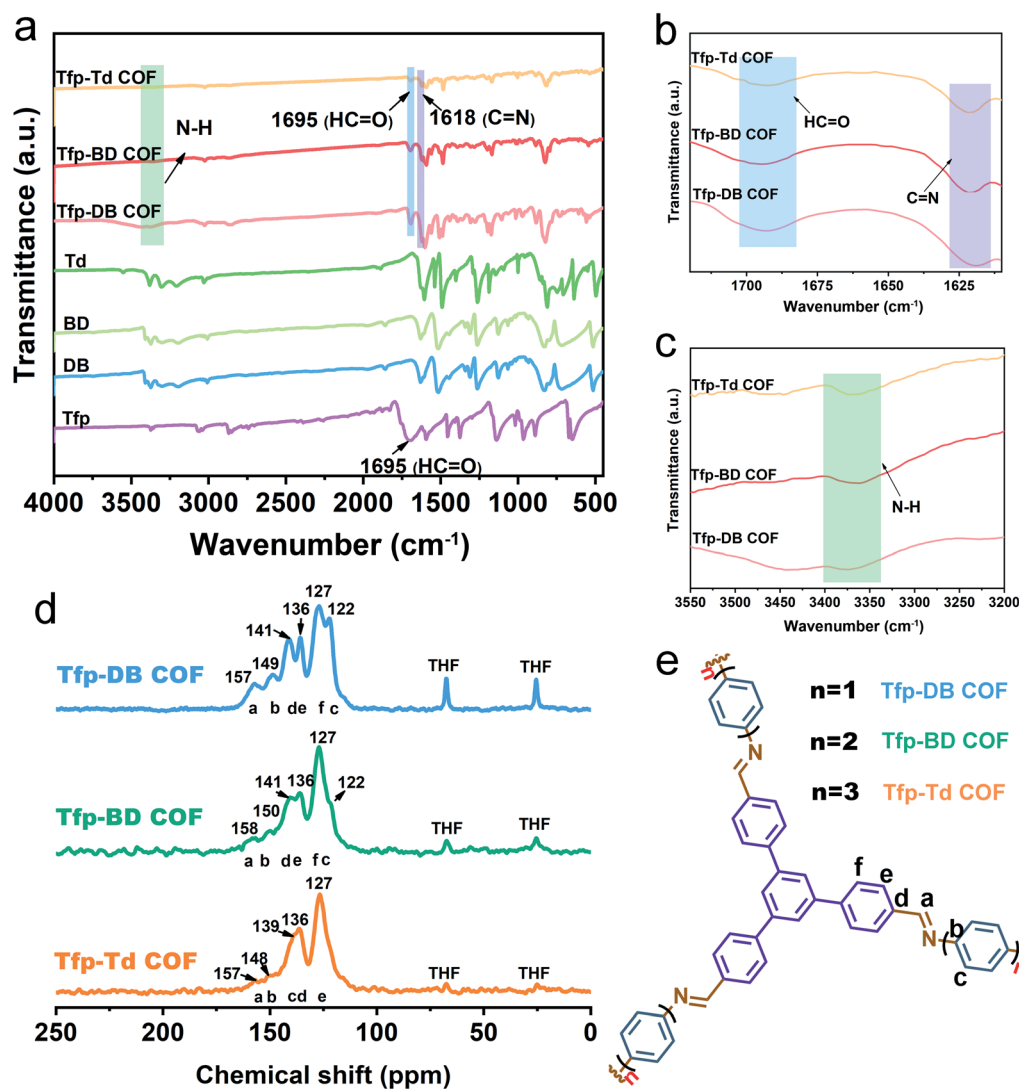 a
Transmittance (a.u.)
Tfp-Td COF
N-H
1695 (HC=O)
1618 (C=N)
Tfp-BD COF
Tfp-DB COF
Td
BD
DB
Tfp
1695 (HC=O)
4000 3500 3000 2500 2000 1500 1000 500
Wavenumber (cm-1)
b
Transmittance (a.u.)
Tfp-Td COF
HC=O
Tfp-BD COF
C=N
Tfp-DB COF
1700 1675 1650 1625
Wavenumber (cm-1)
c
Transmittance (a.u.)
Tfp-Td COF
Tfp-BD COF
N-H
Tfp-DB COF
3550 3500 3450 3400 3350 3300 3250 3200
Wavenumber (cm-1)
d
Tfp-DB COF
157 149 141 136 127 122
THF THF
a b d e f c
Tfp-BD COF
158 150 141 136 127 122
THF THF
a b d e f c
Tfp-Td COF
157 148 139 136 127
THF THF
a b c d e
250 200 150 100 50 0
Chemical shift (ppm)
e
n=1 Tfp-DB COF
n=2 Tfp-BD COF
n=3 Tfp-Td COF
n
N
f e
d a
b
N
c
n
N
n